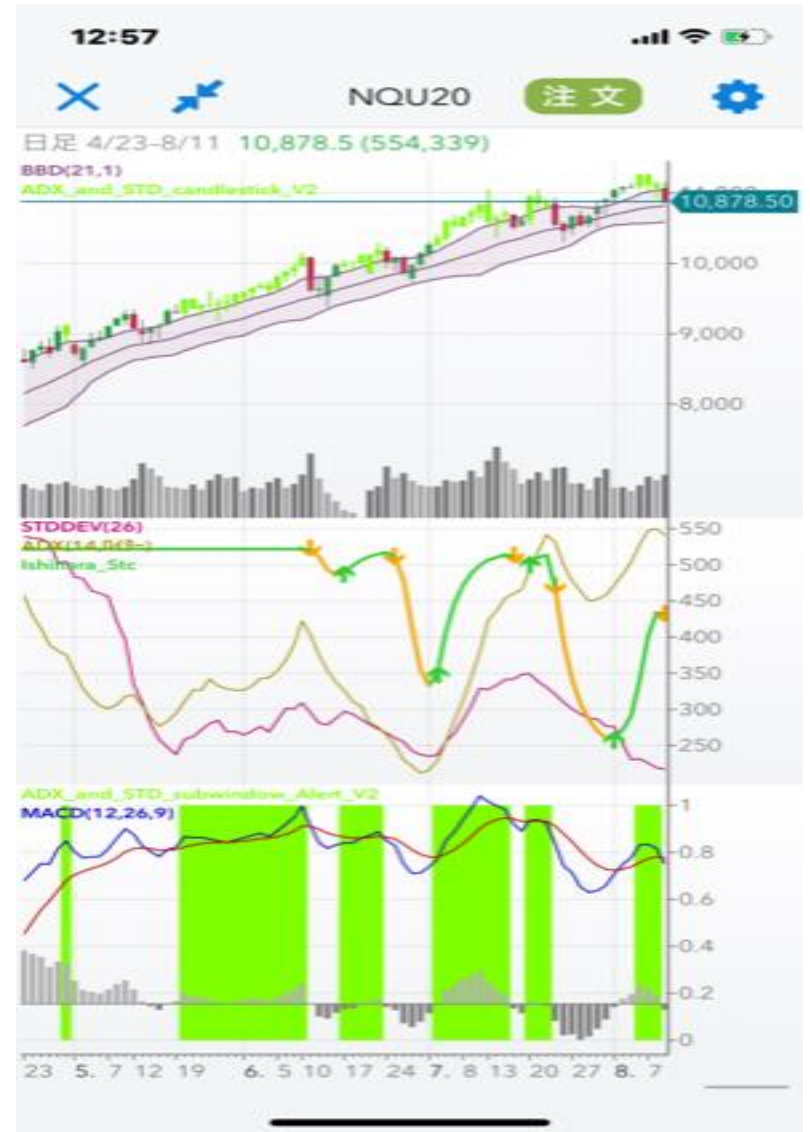 12:57
NQU20 注文
日足 4/23-8/11 10,878.5 (554,339)
BBD(21,1)
ADX_and_STD_candlestick_V2
10,878.50
10,000
9,000
8,000
STDDEV(26)
Ishihara_Stc
550
500
450
400
350
300
250
ADX_and_STD_subwindow_Alert_V2
MACD(12,26,9)
1
0.8
0.6
0.4
0.2
0
23 5. 7 12 19 6. 5 10 17 24 7. 8 13 20 27 8. 7